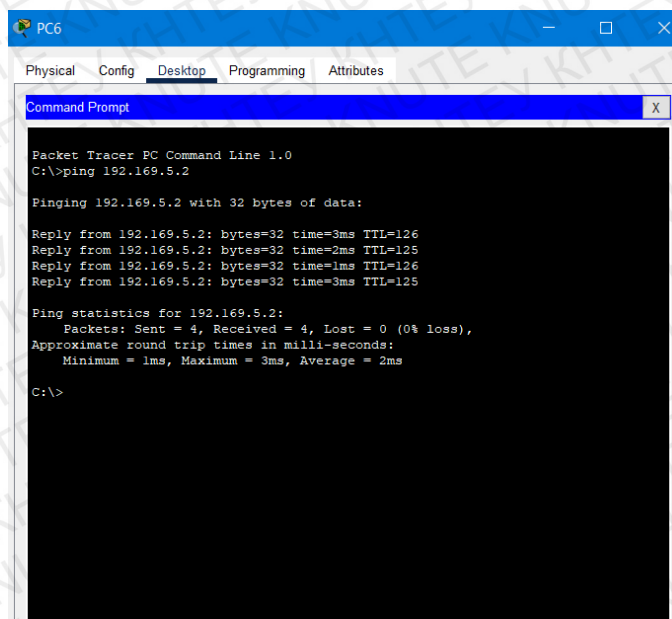 PC6
Physical Config Desktop Programming Attributes
Command Prompt X
Packet Tracer PC Command Line 1.0
C:\>ping 192.169.5.2
Pinging 192.169.5.2 with 32 bytes of data:
Reply from 192.169.5.2: bytes=32 time=3ms TTL=126
Reply from 192.169.5.2: bytes=32 time=2ms TTL=125
Reply from 192.169.5.2: bytes=32 time=1ms TTL=126
Reply from 192.169.5.2: bytes=32 time=3ms TTL=125
Ping statistics for 192.169.5.2:
Packets: Sent = 4, Received = 4, Lost = 0 (0% loss),
Approximate round trip times in milli-seconds:
Minimum = 1ms, Maximum = 3ms, Average = 2ms
C:\>